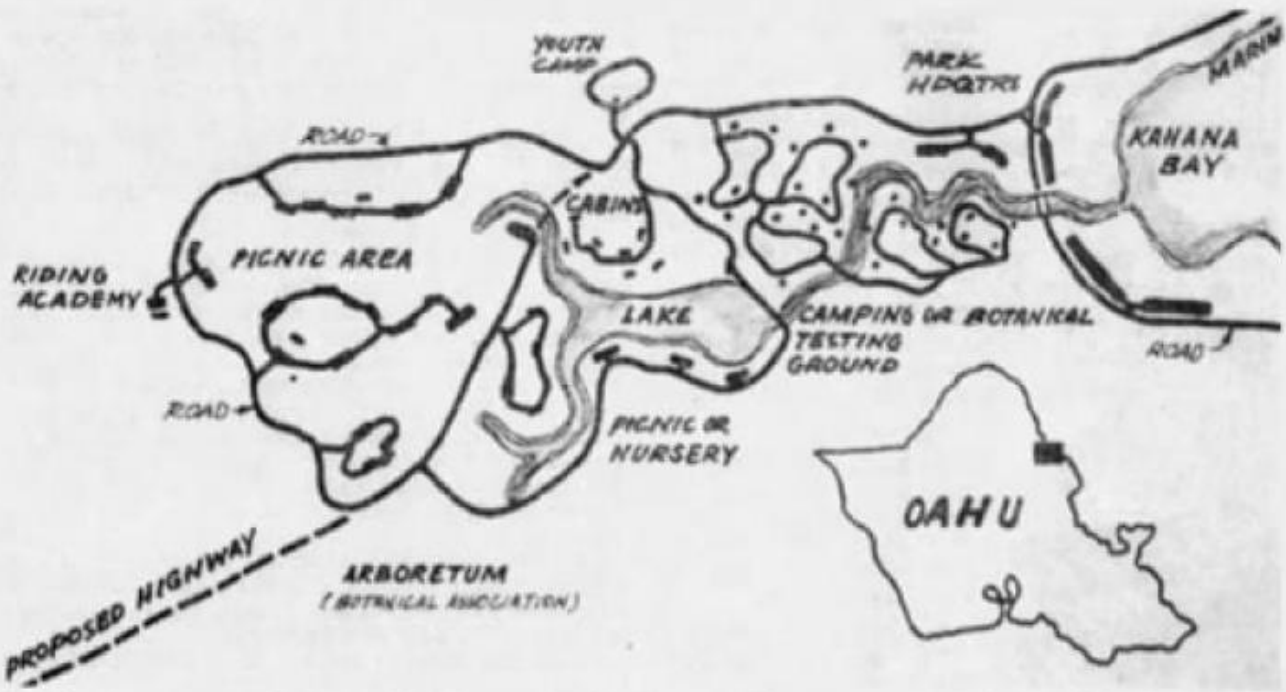 YOUTH
CAMP
PARK
HDQTRS
MARIN
KAHANA
BAY
ROAD
CABINS
PICNIC AREA
RIDING
ACADEMY
LAKE
CAMPING OR BOTANICAL
TESTING
GROUND
ROAD
ROAD
PICNIC OR
NURSERY
OAHU
PROPOSED HIGHWAY
ARBORETUM
(BOTANICAL ASSOCIATION)